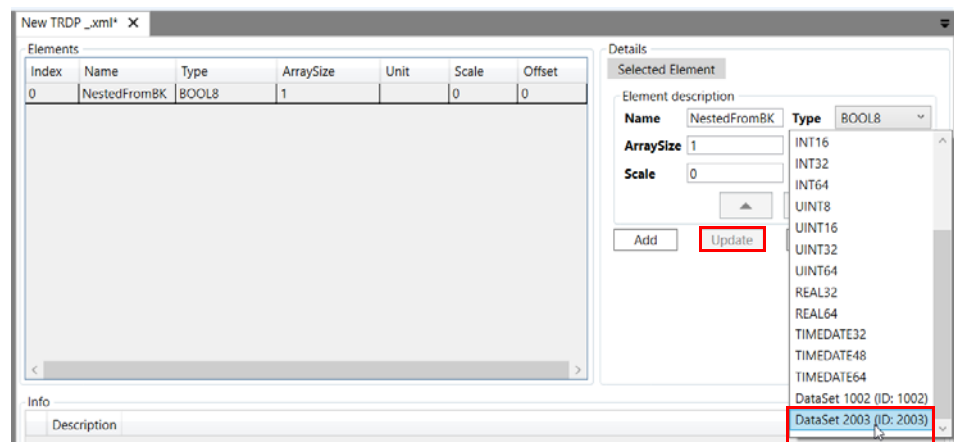 New TRDP _.xml*
Elements
Index Name Type ArraySize Unit Scale Offset
0 NestedFromBK BOOL8 1 0 0
Details
Selected Element
Element description
Name NestedFromBK Type BOOL8
ArraySize 1
Scale 0
Add Update
INT16
INT32
INT64
UINT8
UINT16
UINT32
UINT64
REAL32
REAL64
TIMEDATE32
TIMEDATE48
TIMEDATE64
DataSet 1002 (ID: 1002)
DataSet 2003 (ID: 2003)
Info
Description